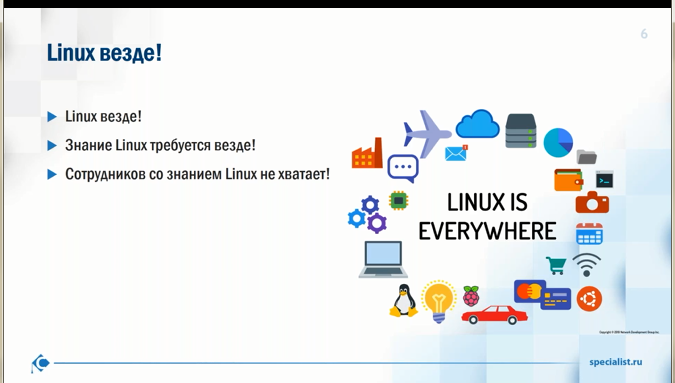 6
Linux везде!
Linux везде!
Знание Linux требуется везде!
Сотрудников со знанием Linux не хватает!
LINUX IS
EVERYWHERE
specialist.ru